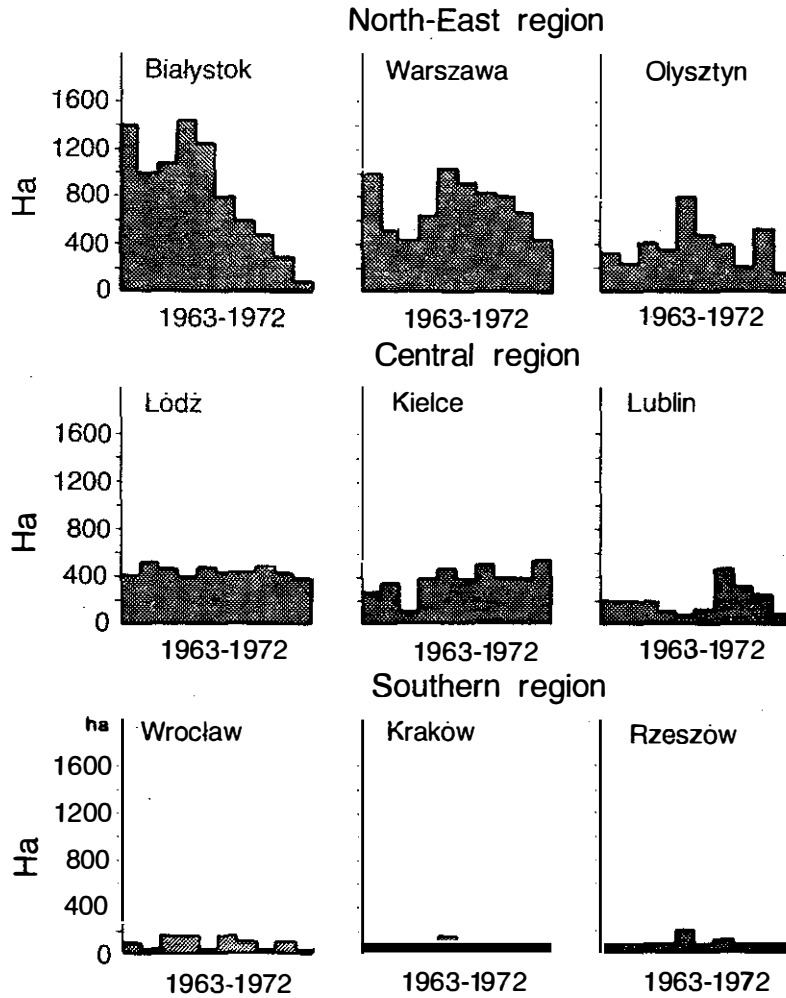 North-East region
Białystok Warszawa Olysztyn
1600
1200
800
400
0
Ha
1963-1972 1963-1972 1963-1972
Central region
Łódż Kielce Lublin
1600
1200
800
400
0
Ha
1963-1972 1963-1972 1963-1972
Southern region
ha
Wrocław Kraków Rzeszów
1600
1200
800
400
0
Ha
1963-1972 1963-1972 1963-1972